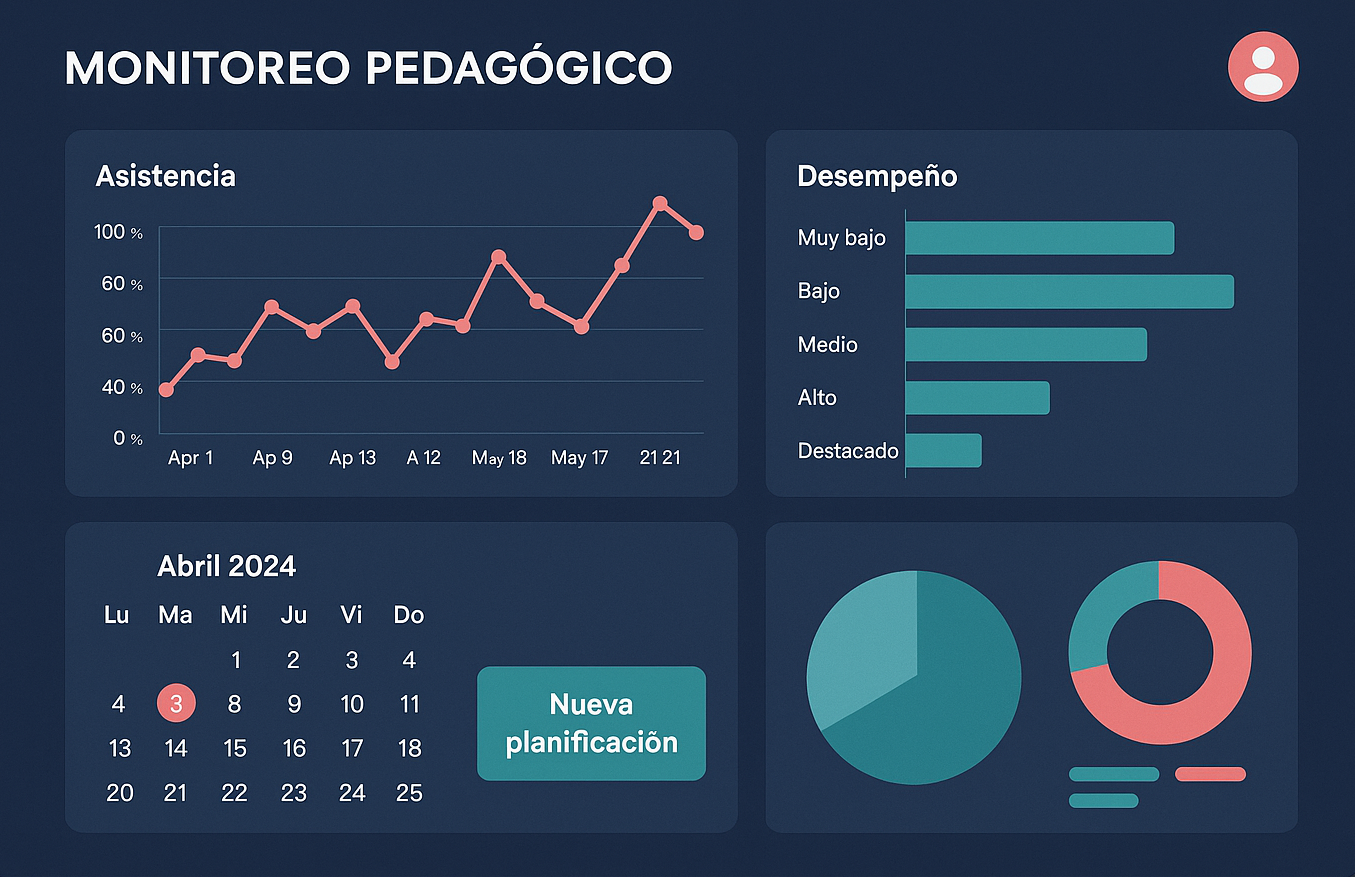 MONITOREO PEDAGÓGICO
Asistencia
100 %
60 %
60 %
40 %
0 %
Apr 1 Ap 9 Ap 13 A 12 May 18 May 17 21 21
Desempeño
Muy bajo
Bajo
Medio
Alto
Destacado
Abril 2024
Lu Ma Mi Ju Vi Do
1 2 3 4
4 3 8 9 10 11
13 14 15 16 17 18
20 21 22 23 24 25
Nueva
planificaciõn